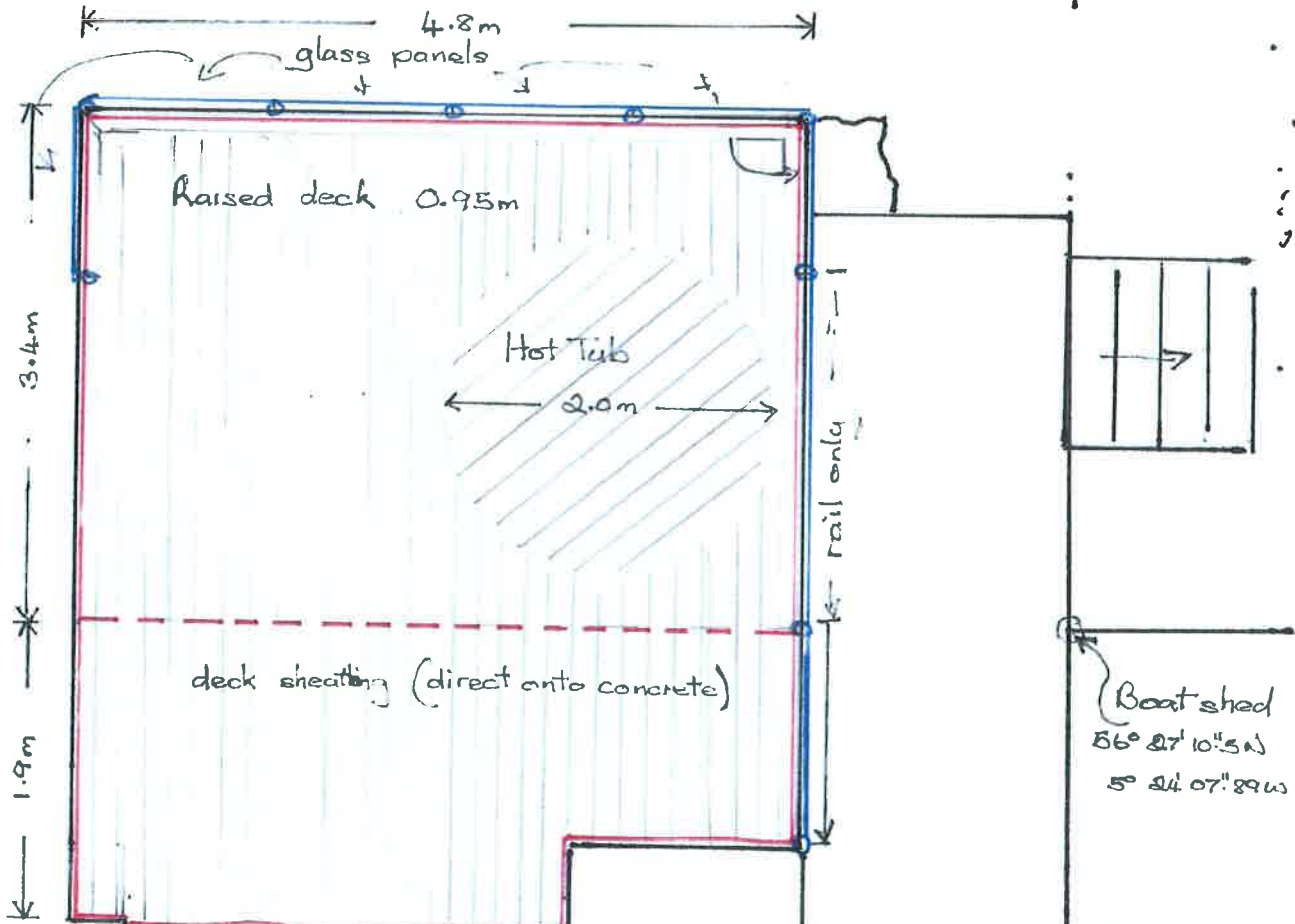 4.8m
glass panels
Raised deck 0.95m
3.4m
Hot Tub
2.0m
rail only
deck sheating (direct onto concrete)
1.9m
Boat shed
56° 27' 10".5N
5° 24' 07".89W